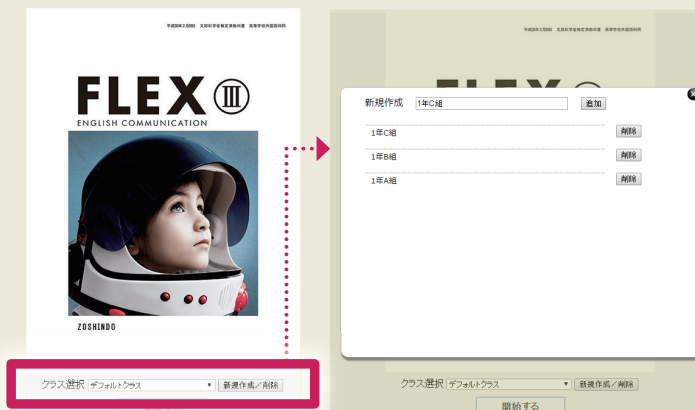 FLEX Ⅲ
ENGLISH COMMUNICATION
ZOSHINDO
クラス選択 デフォルトクラス 新規作成／削除
新規作成 1年C組 追加
1年C組 削除
1年B組 削除
1年A組 削除
クラス選択 デフォルトクラス 新規作成／削除
開始する